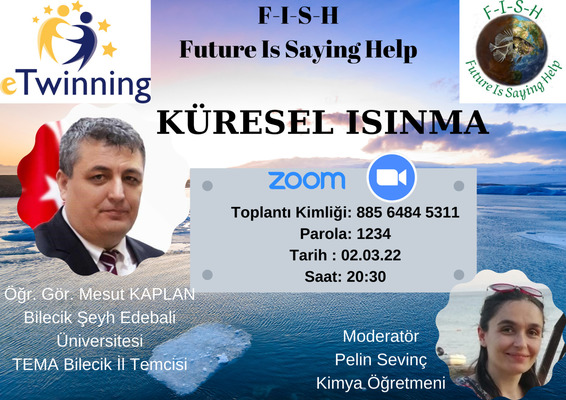 F-I-S-H
Future Is Saying Help
eTwinning
F-I-S-H
Future Is Saying Help
KÜRESEL ISINMA
zoom
Toplantı Kimliği: 885 6484 5311
Parola: 1234
Tarih : 02.03.22
Saat: 20:30
Öğr. Gör. Mesut KAPLAN
Bilecik Şeyh Edebali
Üniversitesi
TEMA Bilecik İl Temcisi
Moderatör
Pelin Sevinç
Kimya Öğretmeni